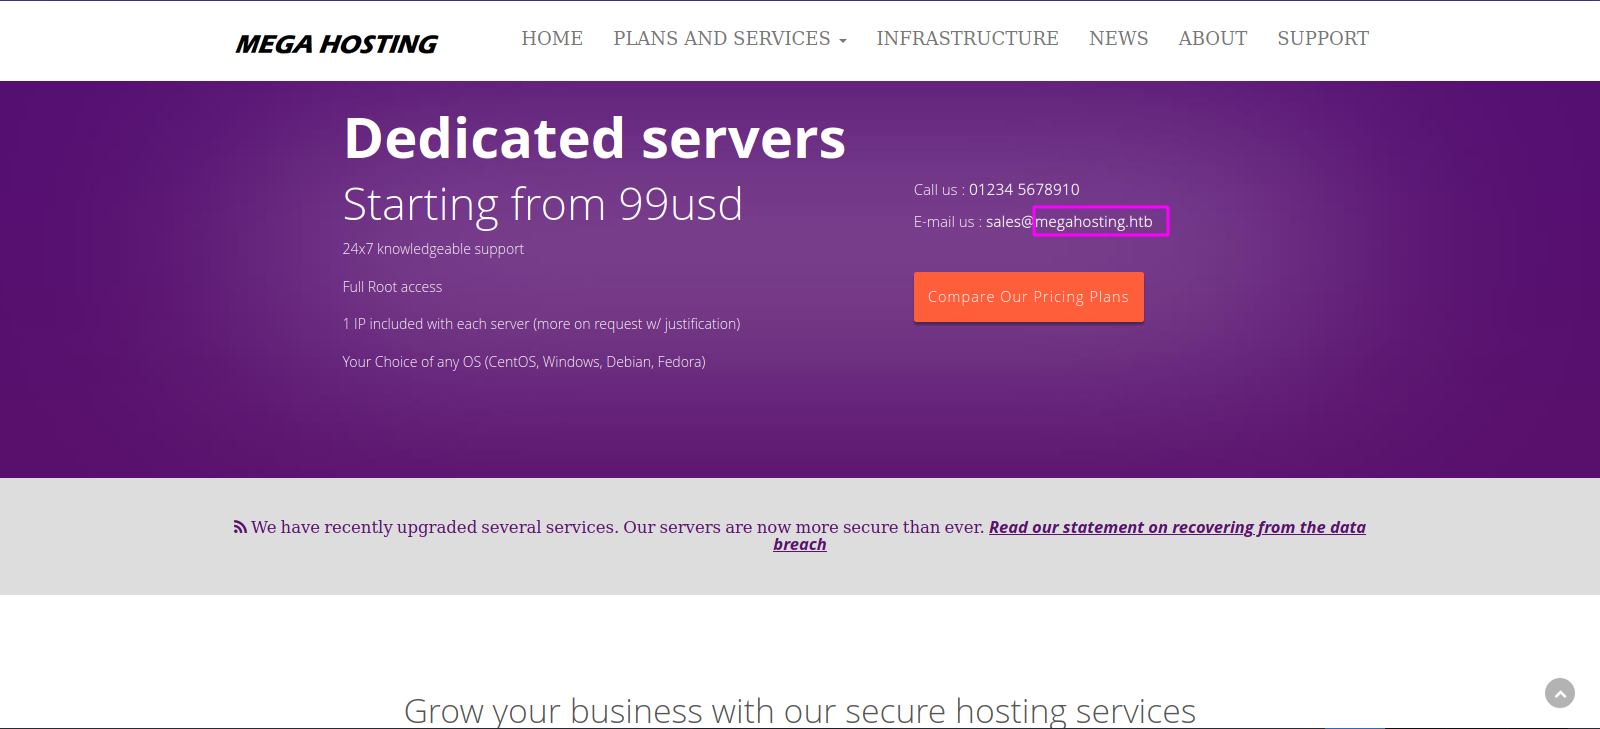 MEGA HOSTING
HOME PLANS AND SERVICES INFRASTRUCTURE NEWS ABOUT SUPPORT
Dedicated servers
Starting from 99usd
24x7 knowledgeable support
Full Root access
1 IP included with each server (more on request w/ justification)
Your Choice of any OS (CentOS, Windows, Debian, Fedora)
Call us : 01234 5678910
E-mail us : sales@megahosting.htb
Compare Our Pricing Plans
We have recently upgraded several services. Our servers are now more secure than ever. Read our statement on recovering from the data
breach
Grow your business with our secure hosting services